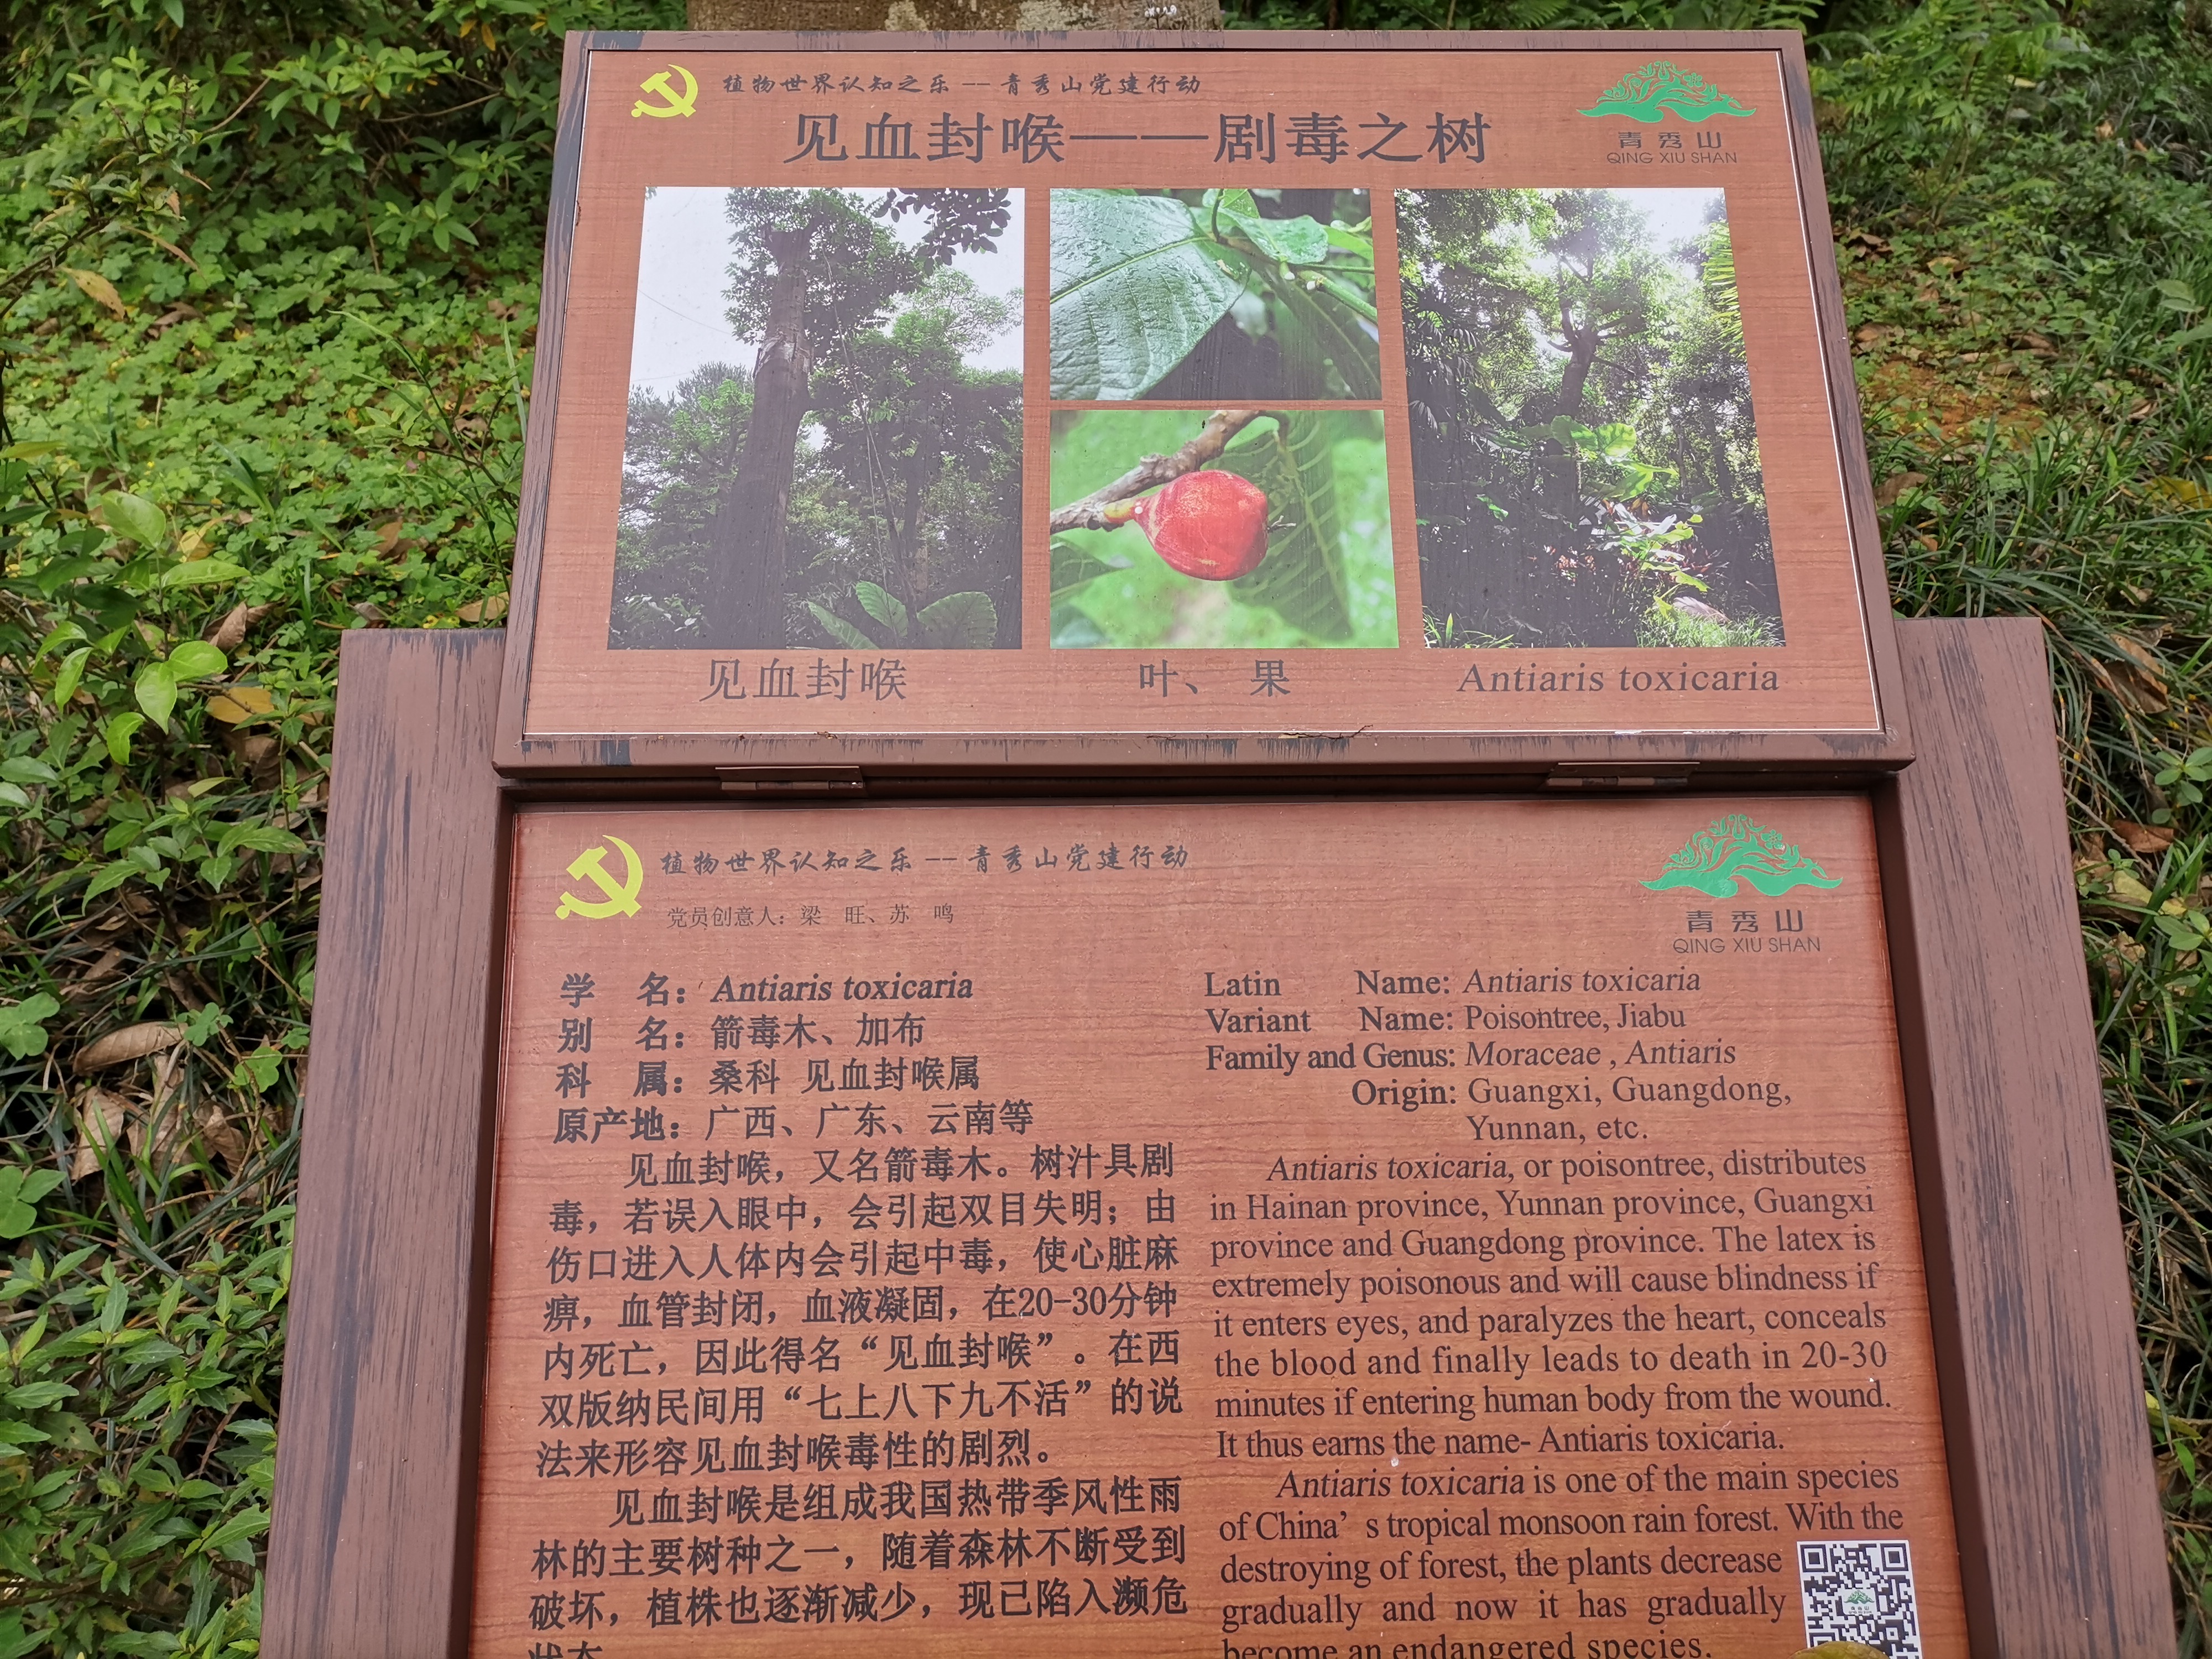 植物世界认知之乐 -- 青秀山党建行动
见血封喉——剧毒之树
青秀山
QING XIU SHAN
见血封喉
叶、果
Antiaris toxicaria
植物世界认知之乐 -- 青秀山党建行动
党员创意人：梁 旺、苏 鸣
青秀山
QING XIU SHAN
学 名：Antiaris toxicaria
别 名：箭毒木、加布
科 属：桑科 见血封喉属
原产地：广西、广东、云南等
见血封喉，又名箭毒木。树汁具剧
毒，若误入眼中，会引起双目失明；由
伤口进入人体内会引起中毒，使心脏麻
痹，血管封闭，血液凝固，在20-30分钟
内死亡，因此得名“见血封喉”。在西
双版纳民间用“七上八下九不活”的说
法来形容见血封喉毒性的剧烈。
见血封喉是组成我国热带季风性雨
林的主要树种之一，随着森林不断受到
破坏，植株也逐渐减少，现已陷入濒危
状态
Latin Name: Antiaris toxicaria
Variant Name: Poisontree, Jiabu
Family and Genus: Moraceae , Antiaris
Origin: Guangxi, Guangdong,
Yunnan, etc.
Antiaris toxicaria, or poisontree, distributes
in Hainan province, Yunnan province, Guangxi
province and Guangdong province. The latex is
extremely poisonous and will cause blindness if
it enters eyes, and paralyzes the heart, conceals
the blood and finally leads to death in 20-30
minutes if entering human body from the wound.
It thus earns the name- Antiaris toxicaria.
Antiaris toxicaria is one of the main species
of China’ s tropical monsoon rain forest. With the
destroying of forest, the plants decrease
gradually and now it has gradually
become an endangered species.